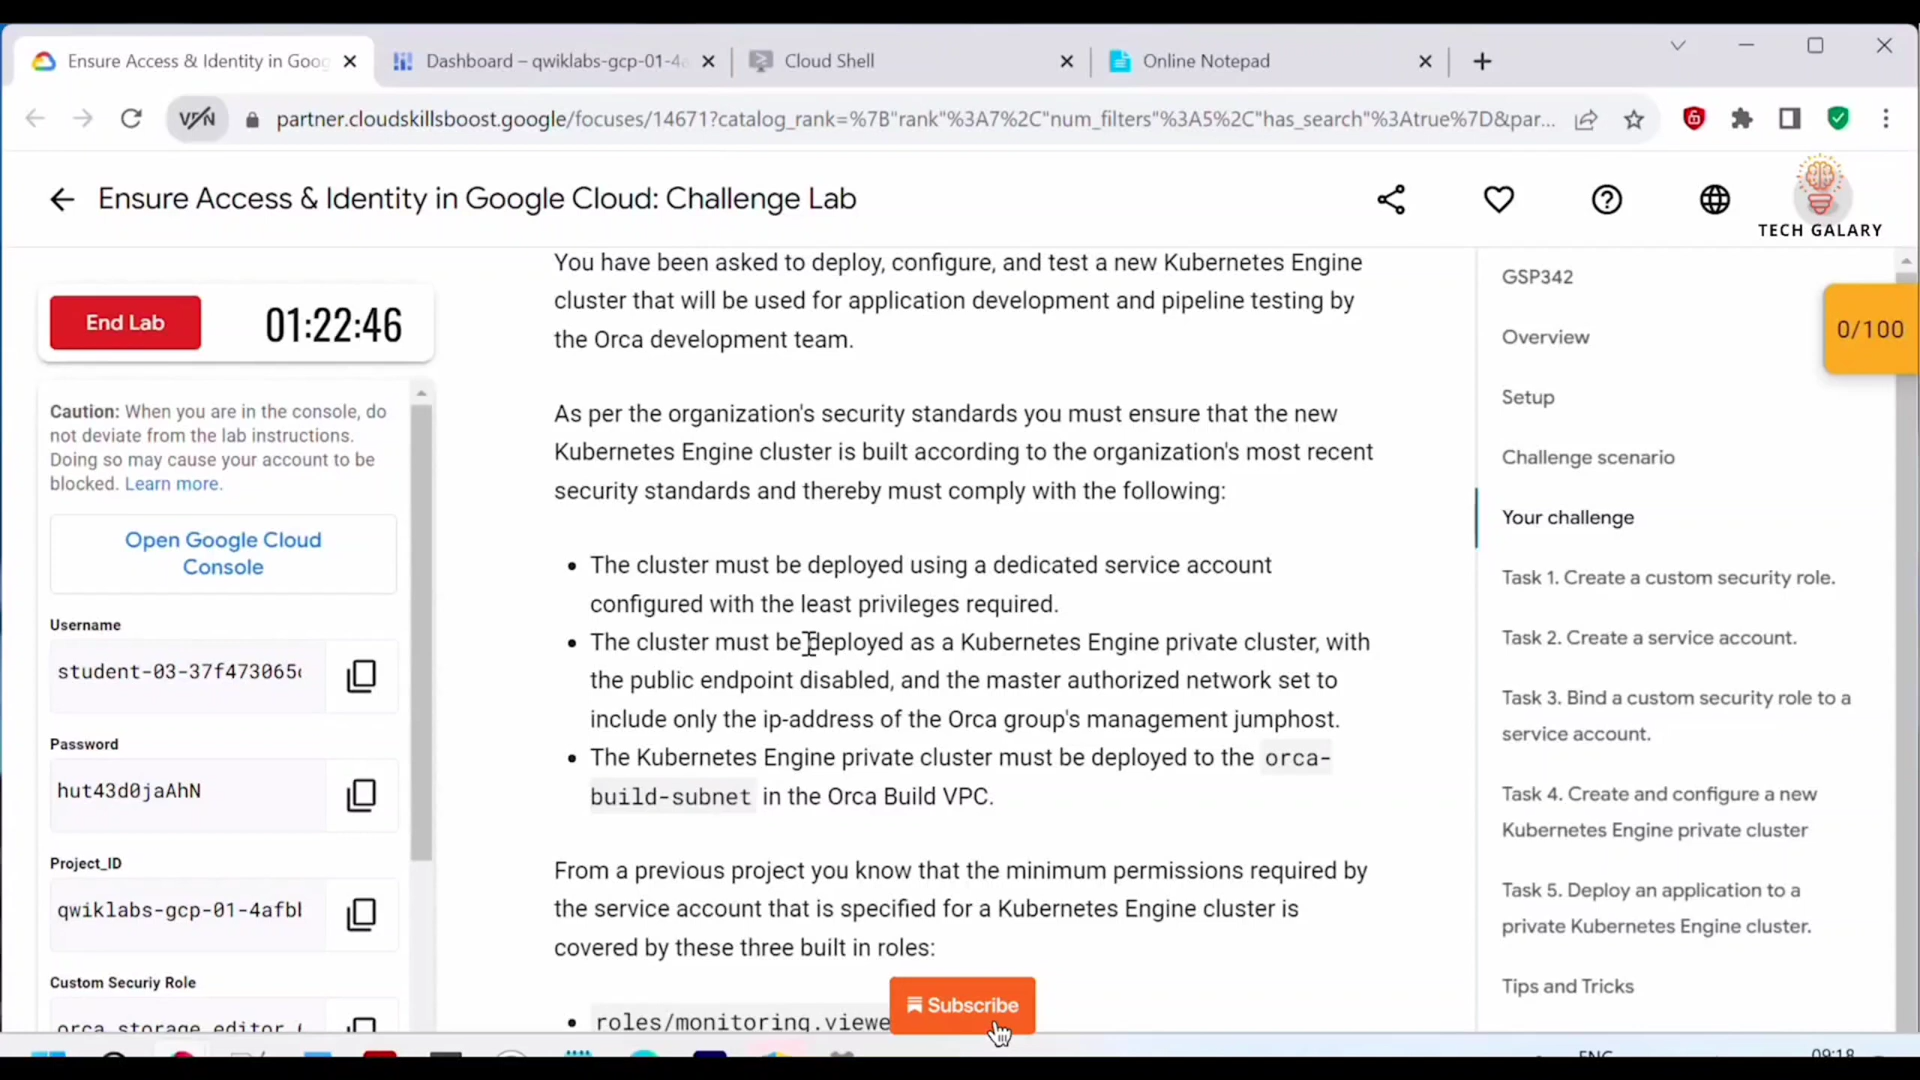 Ensure Access & Identity in Goog
Dashboard – qwiklabs-gcp-01-4a
Cloud Shell
Online Notepad
VPN
partner.cloudskillsboost.google/focuses/14671?catalog_rank=%7B"rank"%3A7%2C"num_filters"%3A5%2C"has_search"%3Atrue%7D&par...
Ensure Access & Identity in Google Cloud: Challenge Lab
TECH GALARY
End Lab
01:22:46
Caution: When you are in the console, do
not deviate from the lab instructions.
Doing so may cause your account to be
blocked. Learn more.
Open Google Cloud
Console
Username
student-03-37f473065
Password
hut43d0jaAhN
Project_ID
qwiklabs-gcp-01-4afb
Custom Securiy Role
orca_storage_editor_
You have been asked to deploy, configure, and test a new Kubernetes Engine
cluster that will be used for application development and pipeline testing by
the Orca development team.
As per the organization's security standards you must ensure that the new
Kubernetes Engine cluster is built according to the organization's most recent
security standards and thereby must comply with the following:
• The cluster must be deployed using a dedicated service account
configured with the least privileges required.
• The cluster must be deployed as a Kubernetes Engine private cluster, with
the public endpoint disabled, and the master authorized network set to
include only the ip-address of the Orca group's management jumphost.
• The Kubernetes Engine private cluster must be deployed to the orca-
build-subnet in the Orca Build VPC.
From a previous project you know that the minimum permissions required by
the service account that is specified for a Kubernetes Engine cluster is
covered by these three built in roles:
• roles/monitoring.viewe
Subscribe
GSP342
Overview
Setup
Challenge scenario
Your challenge
Task 1. Create a custom security role.
Task 2. Create a service account.
Task 3. Bind a custom security role to a
service account.
Task 4. Create and configure a new
Kubernetes Engine private cluster
Task 5. Deploy an application to a
private Kubernetes Engine cluster.
Tips and Tricks
0/100
ENG
09:18